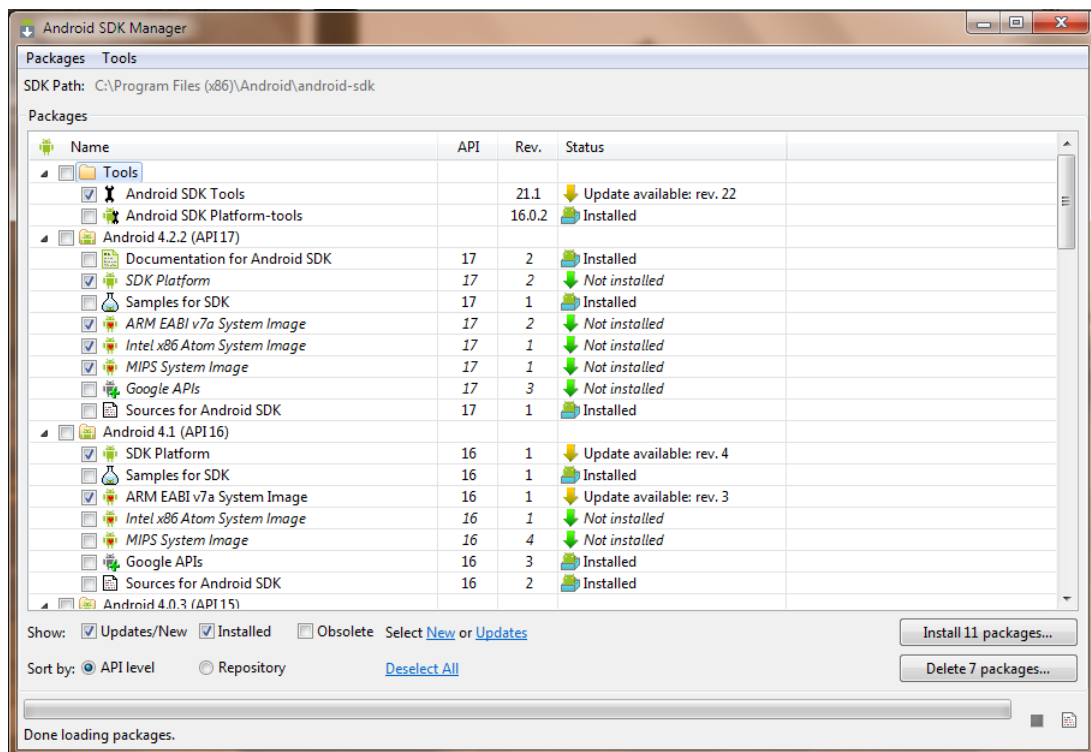 Android SDK Manager
Packages Tools
SDK Path: C:\Program Files (x86)\Android\android-sdk
Packages
Name API Rev. Status
Tools
Android SDK Tools 21.1 Update available: rev. 22
Android SDK Platform-tools 16.0.2 Installed
Android 4.2.2 (API 17)
Documentation for Android SDK 17 2 Installed
SDK Platform 17 2 Not installed
Samples for SDK 17 1 Installed
ARM EABI v7a System Image 17 2 Not installed
Intel x86 Atom System Image 17 1 Not installed
MIPS System Image 17 1 Not installed
Google APIs 17 3 Not installed
Sources for Android SDK 17 1 Installed
Android 4.1 (API 16)
SDK Platform 16 1 Update available: rev. 4
Samples for SDK 16 1 Installed
ARM EABI v7a System Image 16 1 Update available: rev. 3
Intel x86 Atom System Image 16 1 Not installed
MIPS System Image 16 4 Not installed
Google APIs 16 3 Installed
Sources for Android SDK 16 2 Installed
Android 4.0.3 (API 15)
Show: Updates/New Installed Obsolete Select New or Updates Install 11 packages...
Sort by: API level Repository Deselect All Delete 7 packages...
Done loading packages.